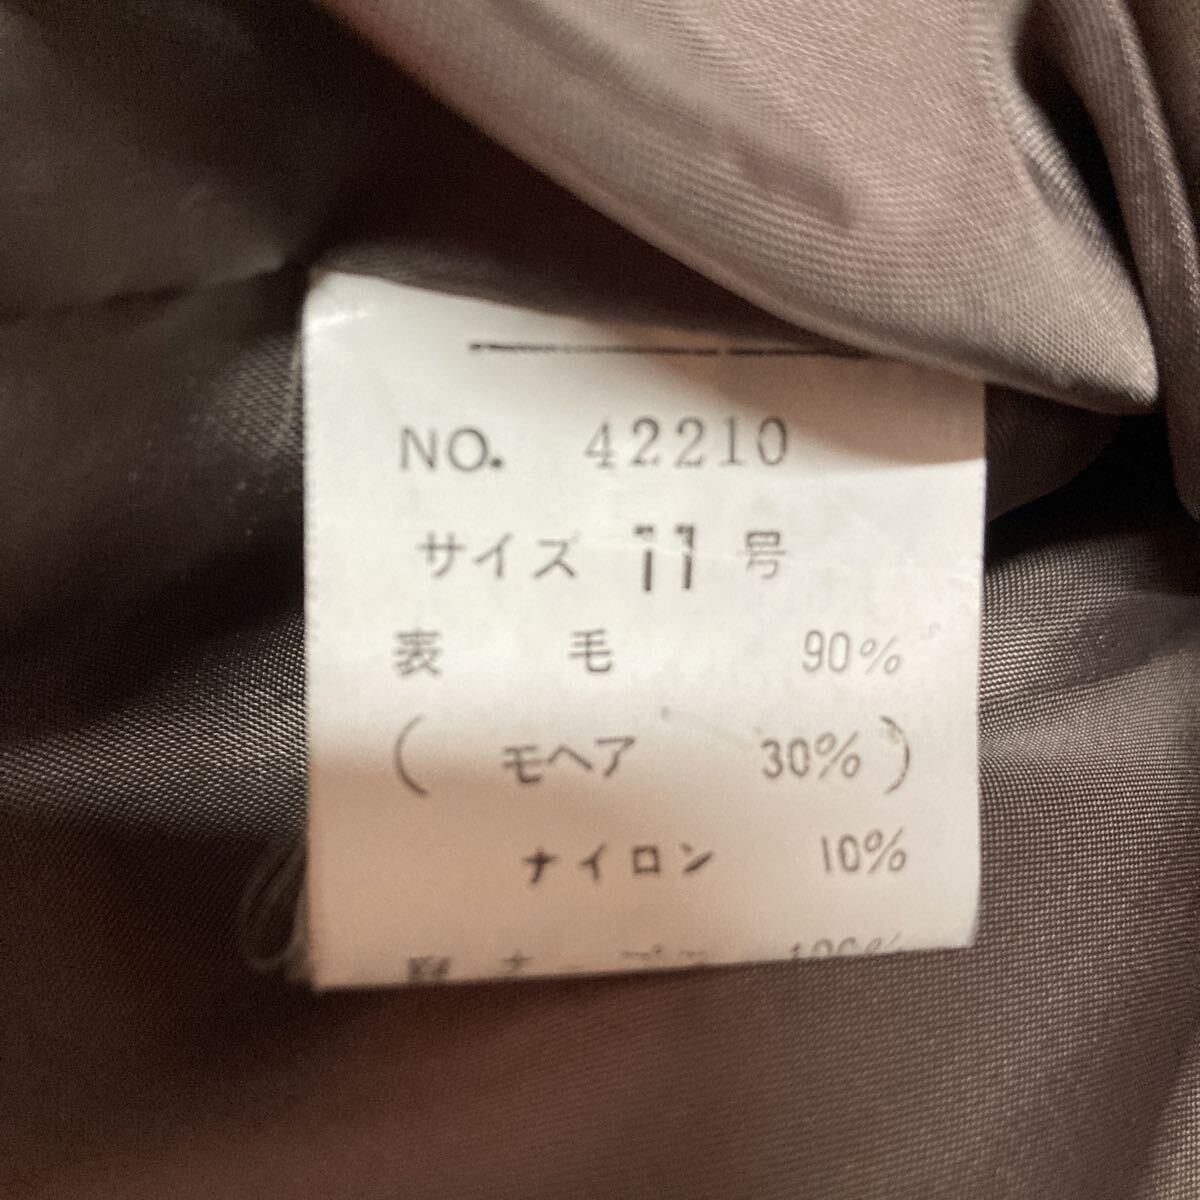 NO. 42210
サイズ 11 号
表 毛 90%
( モヘア 30% )
ナイロン 10%